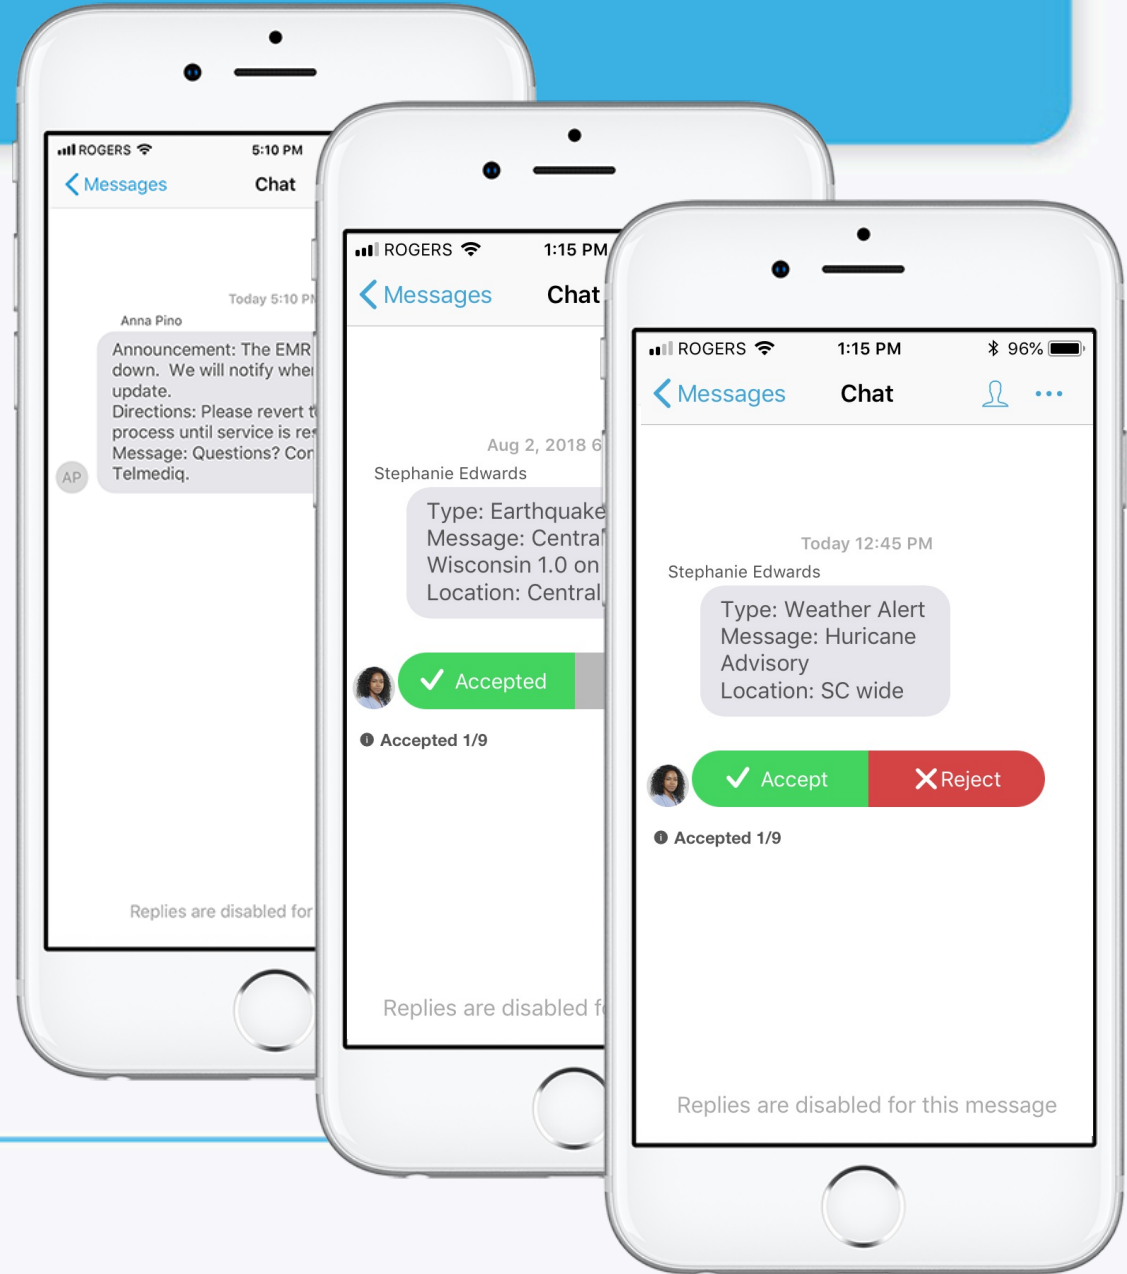 ROGERS 5:10 PM
Messages Chat
Today 5:10 PM
Anna Pino
Announcement: The EMR
down. We will notify
update.
Directions: Please revert
process until service is
Message: Questions?
Telmediq.
AP
Replies are disabled for
ROGERS 1:15 PM
Messages Chat
Aug 2, 2018 6
Stephanie Edwards
Type: Earthquake
Message: Central
Wisconsin 1.0 on
Location: Central
Accepted
Accepted 1/9
Replies are disabled
ROGERS 1:15 PM 96%
Messages Chat
Today 12:45 PM
Stephanie Edwards
Type: Weather Alert
Message: Huricane
Advisory
Location: SC wide
Accept Reject
Accepted 1/9
Replies are disabled for this message